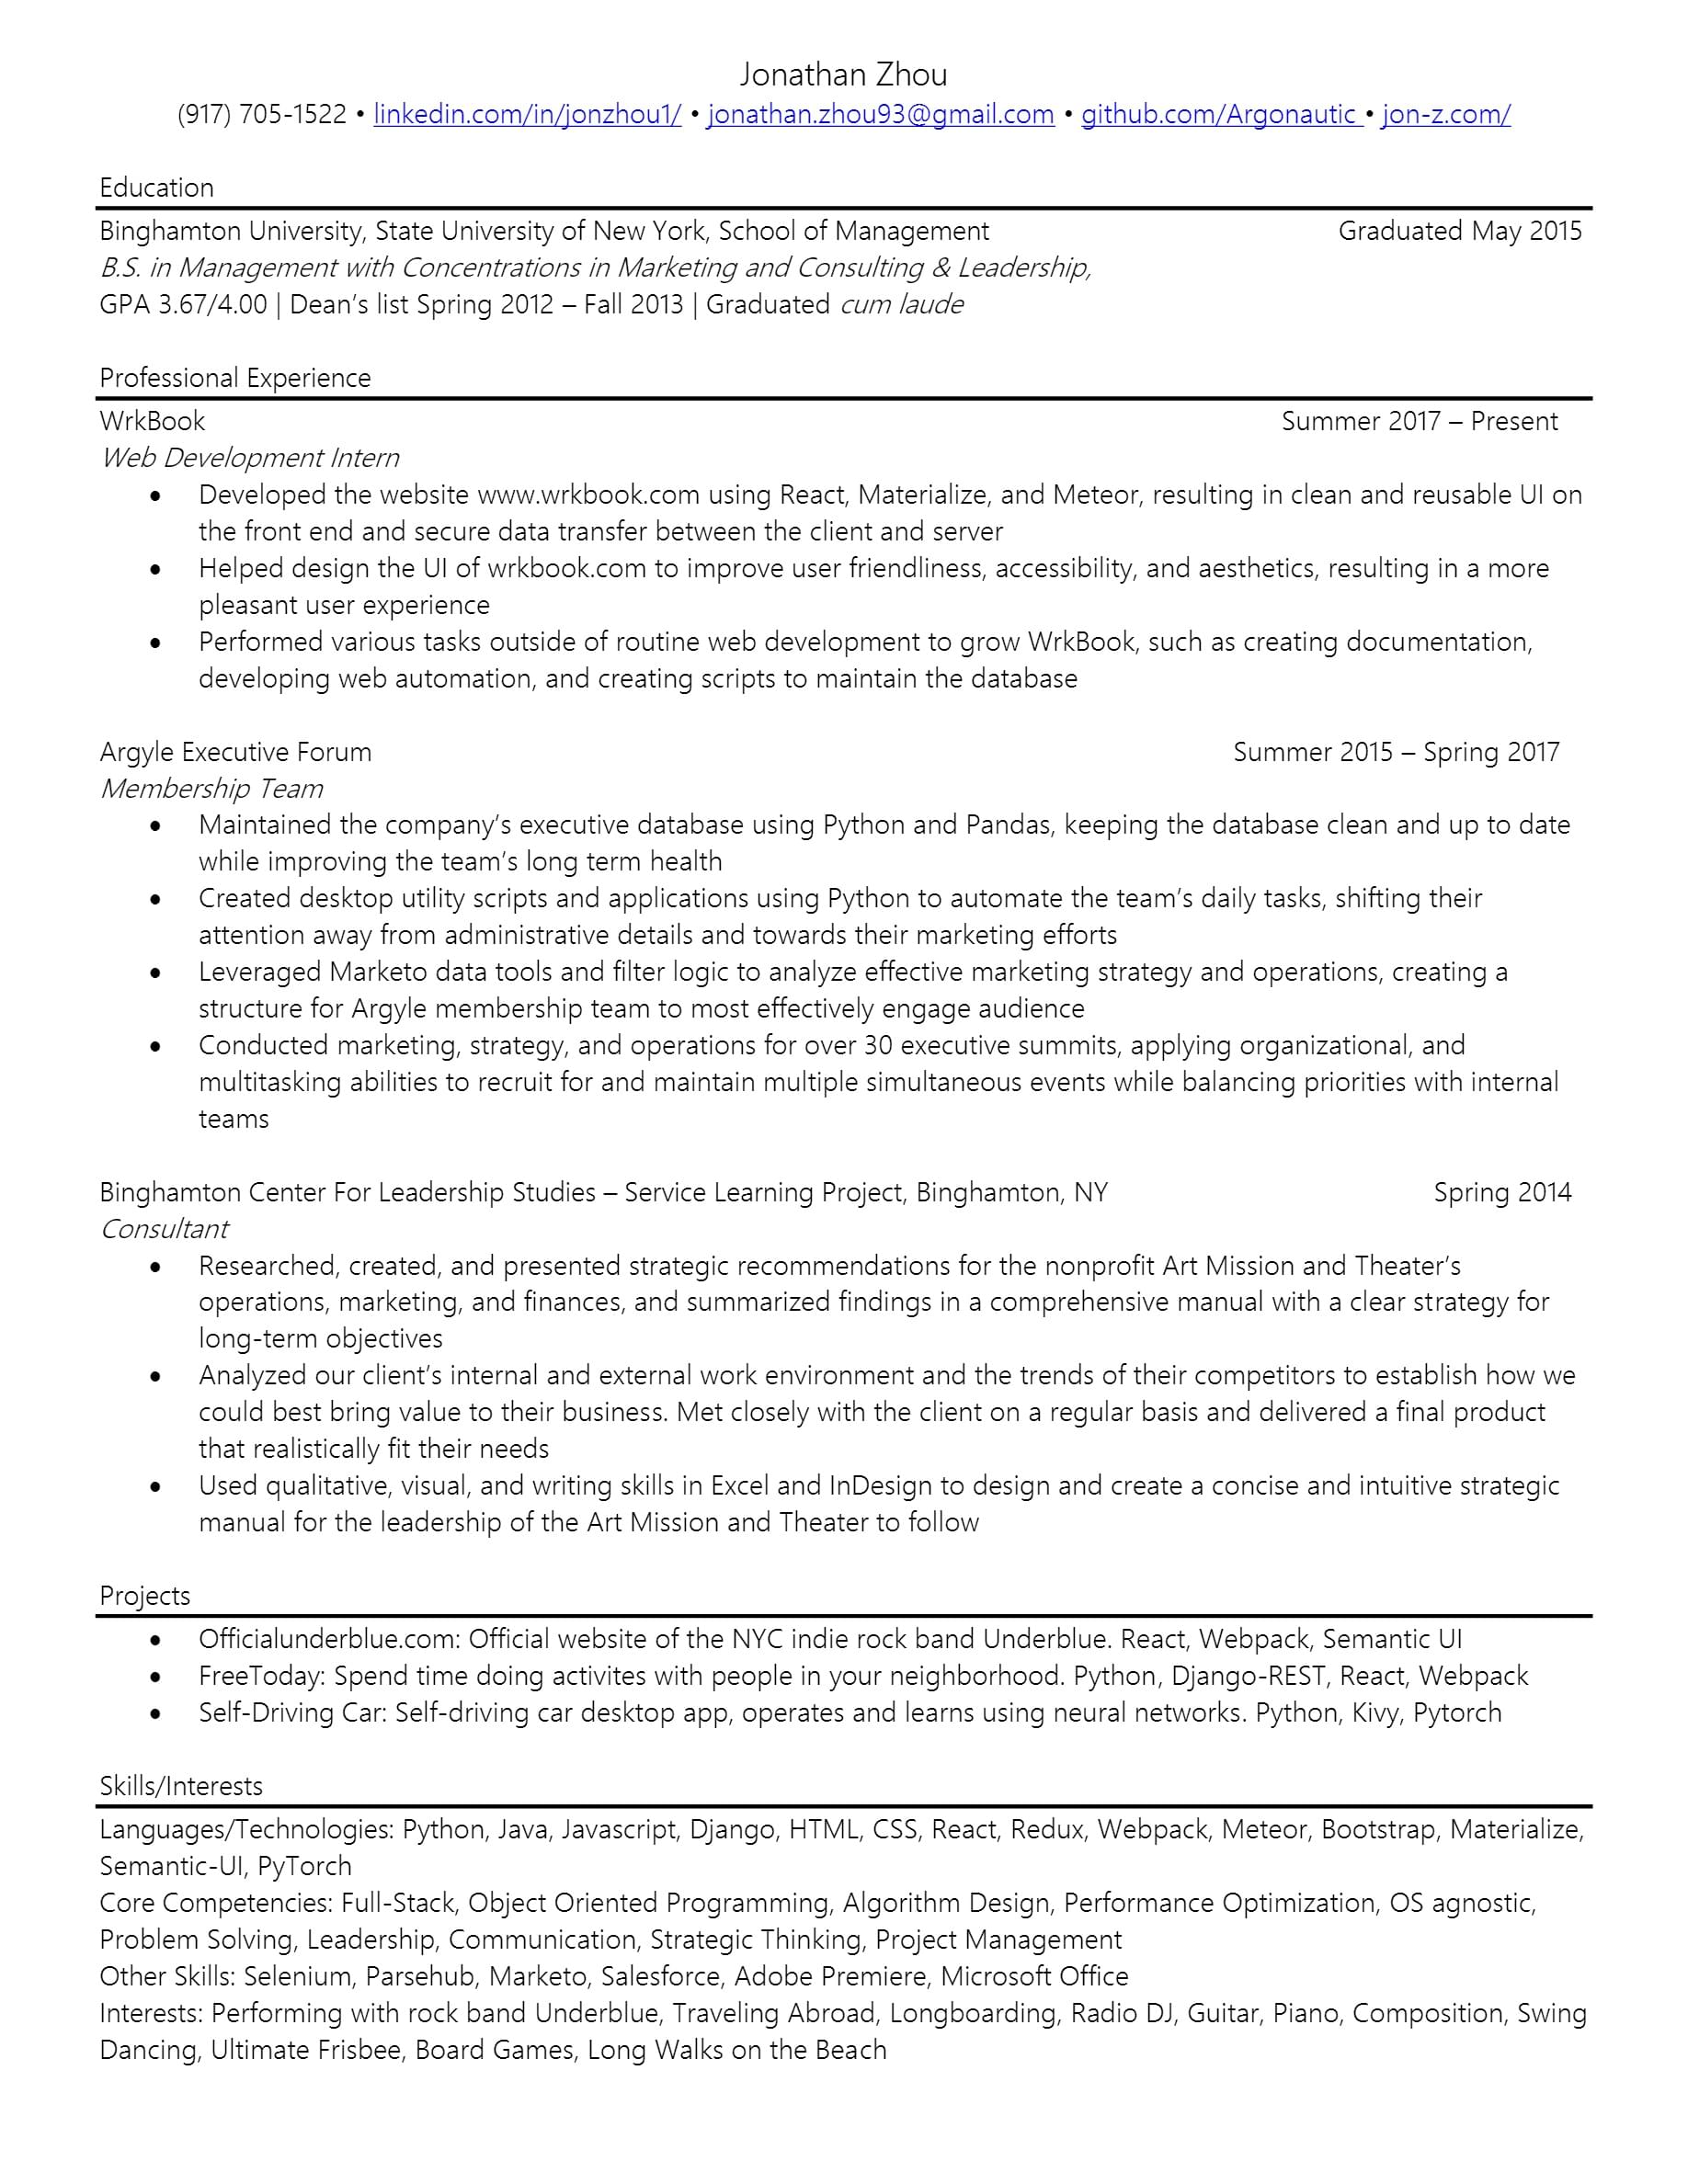 Jonathan Zhou
(917) 705-1522 • linkedin.com/in/jonzhou1/ • jonathan.zhou93@gmail.com • github.com/Argonautic • jon-z.com/
Education
Binghamton University, State University of New York, School of Management Graduated May 2015
B.S. in Management with Concentrations in Marketing and Consulting & Leadership,
GPA 3.67/4.00 | Dean's list Spring 2012 – Fall 2013 | Graduated cum laude
Professional Experience
WrkBook Summer 2017 – Present
Web Development Intern
• Developed the website www.wrkbook.com using React, Materialize, and Meteor, resulting in clean and reusable UI on
the front end and secure data transfer between the client and server
• Helped design the UI of wrkbook.com to improve user friendliness, accessibility, and aesthetics, resulting in a more
pleasant user experience
• Performed various tasks outside of routine web development to grow WrkBook, such as creating documentation,
developing web automation, and creating scripts to maintain the database
Argyle Executive Forum Summer 2015 – Spring 2017
Membership Team
• Maintained the company's executive database using Python and Pandas, keeping the database clean and up to date
while improving the team's long term health
• Created desktop utility scripts and applications using Python to automate the team's daily tasks, shifting their
attention away from administrative details and towards their marketing efforts
• Leveraged Marketo data tools and filter logic to analyze effective marketing strategy and operations, creating a
structure for Argyle membership team to most effectively engage audience
• Conducted marketing, strategy, and operations for over 30 executive summits, applying organizational, and
multitasking abilities to recruit for and maintain multiple simultaneous events while balancing priorities with internal
teams
Binghamton Center For Leadership Studies – Service Learning Project, Binghamton, NY Spring 2014
Consultant
• Researched, created, and presented strategic recommendations for the nonprofit Art Mission and Theater's
operations, marketing, and finances, and summarized findings in a comprehensive manual with a clear strategy for
long-term objectives
• Analyzed our client's internal and external work environment and the trends of their competitors to establish how we
could best bring value to their business. Met closely with the client on a regular basis and delivered a final product
that realistically fit their needs
• Used qualitative, visual, and writing skills in Excel and InDesign to design and create a concise and intuitive strategic
manual for the leadership of the Art Mission and Theater to follow
Projects
• Officialunderblue.com: Official website of the NYC indie rock band Underblue. React, Webpack, Semantic UI
• FreeToday: Spend time doing activites with people in your neighborhood. Python, Django-REST, React, Webpack
• Self-Driving Car: Self-driving car desktop app, operates and learns using neural networks. Python, Kivy, Pytorch
Skills/Interests
Languages/Technologies: Python, Java, Javascript, Django, HTML, CSS, React, Redux, Webpack, Meteor, Bootstrap, Materialize,
Semantic-UI, PyTorch
Core Competencies: Full-Stack, Object Oriented Programming, Algorithm Design, Performance Optimization, OS agnostic,
Problem Solving, Leadership, Communication, Strategic Thinking, Project Management
Other Skills: Selenium, Parsehub, Marketo, Salesforce, Adobe Premiere, Microsoft Office
Interests: Performing with rock band Underblue, Traveling Abroad, Longboarding, Radio DJ, Guitar, Piano, Composition, Swing
Dancing, Ultimate Frisbee, Board Games, Long Walks on the Beach